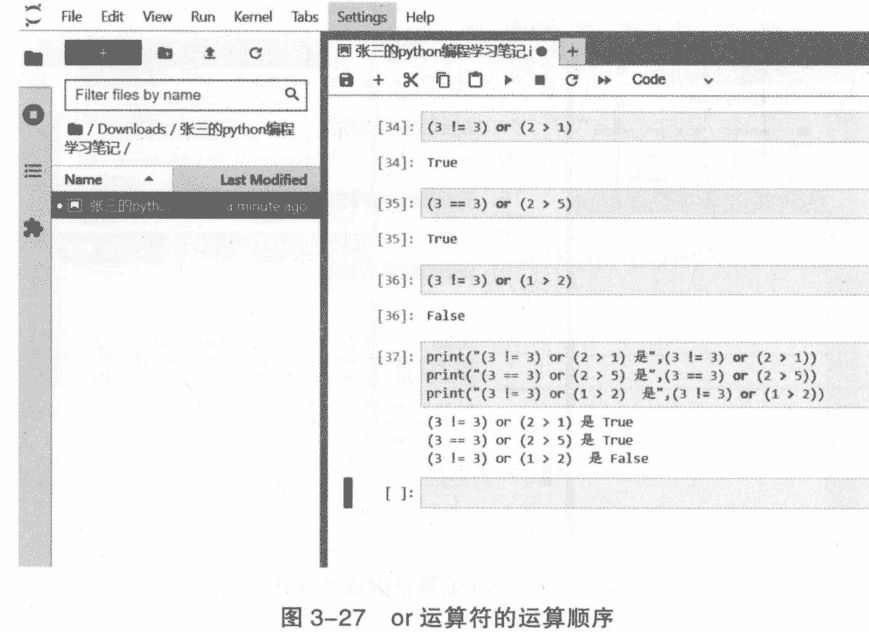 File Edit View Run Kernel Tabs Settings Help
+
Filter files by name
/ Downloads / 张三的python编程
学习笔记 /
Name Last Modified
张三的pyth... a minute ago
张三的python编程学习笔记.i +
Code
[34]: (3 != 3) or (2 > 1)
[34]: True
[35]: (3 == 3) or (2 > 5)
[35]: True
[36]: (3 != 3) or (1 > 2)
[36]: False
[37]: print("(3 != 3) or (2 > 1) 是",(3 != 3) or (2 > 1))
print("(3 == 3) or (2 > 5) 是",(3 == 3) or (2 > 5))
print("(3 != 3) or (1 > 2)  是",(3 != 3) or (1 > 2))
(3 != 3) or (2 > 1) 是 True
(3 == 3) or (2 > 5) 是 True
(3 != 3) or (1 > 2)  是 False
[ ]:
图 3-27 or 运算符的运算顺序